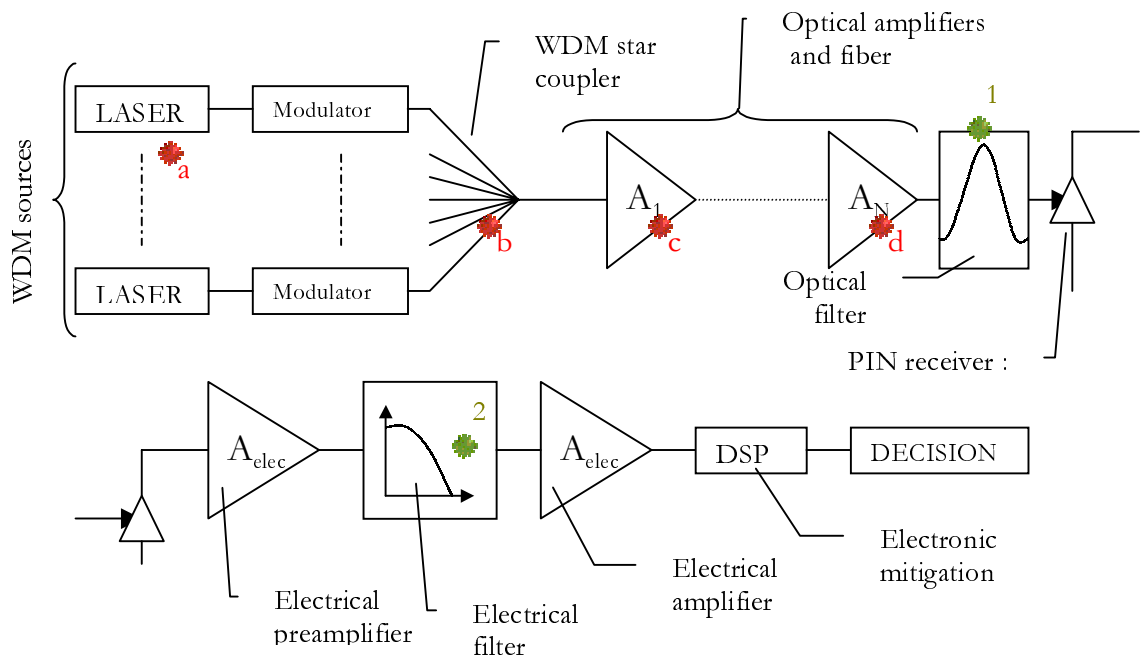 WDM sources
LASER
Modulator
a
LASER
Modulator
WDM star
coupler
b
Optical amplifiers
and fiber
A1
c
AN
d
1
Optical
filter
PIN receiver :
Aelec
Electrical
preamplifier
2
Electrical
filter
Aelec
Electrical
amplifier
DSP
Electronic
mitigation
DECISION